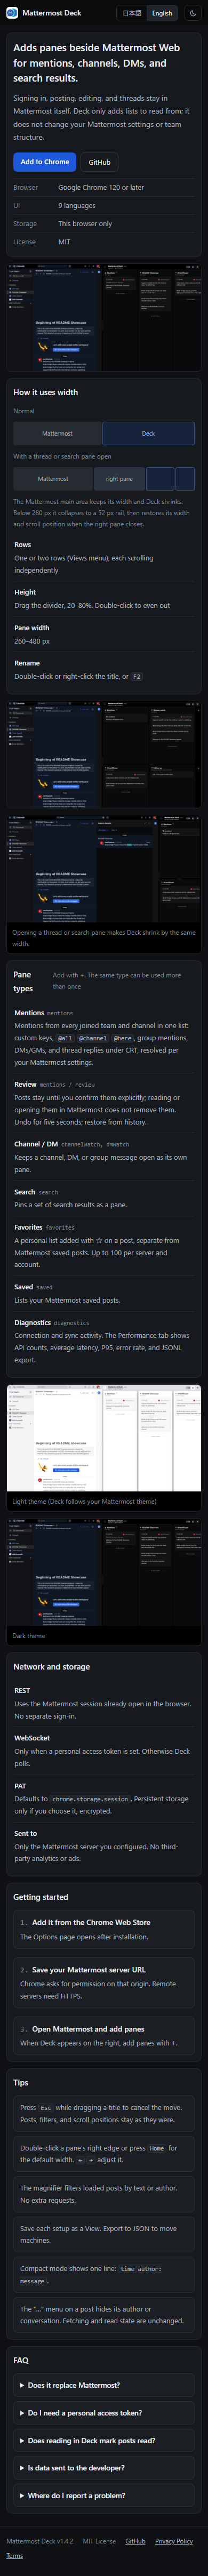 Mattermost Deck
日本語 English
Adds panes beside Mattermost Web
for mentions, channels, DMs, and
search results.
Signing in, posting, editing, and threads stay in
Mattermost itself. Deck only adds lists to read from; it
does not change your Mattermost settings or team
structure.
Add to Chrome GitHub
Browser Google Chrome 120 or later
UI 9 languages
Storage This browser only
License MIT
Beginning of README Showcase
How it uses width
Normal
Mattermost Deck
With a thread or search pane open
Mattermost right pane
The Mattermost main area keeps its width and Deck shrinks.
Below 280 px it collapses to a 52 px rail, then restores its width
and scroll position when the right pane closes.
Rows
One or two rows (Views menu), each scrolling
independently
Height
Drag the divider, 20–80%. Double-click to even out
Pane width
260–480 px
Rename
Double-click or right-click the title, or F2
Beginning of README Showcase
Beginning of README Showcase
Opening a thread or search pane makes Deck shrink by the same
width.
Pane
types
Add with +. The same type can be used more
than once
Mentions mentions
Mentions from every joined team and channel in one list:
custom keys, @all @channel @here, group mentions,
DMs/GMs, and thread replies under CRT, resolved per
your Mattermost settings.
Review mentions / review
Posts stay until you confirm them explicitly; reading or
opening them in Mattermost does not remove them.
Undo for five seconds; restore from history.
Channel / DM channelwatch, dmwatch
Keeps a channel, DM, or group message open as its own
pane.
Search search
Pins a set of search results as a pane.
Favorites favorites
A personal list added with ☆ on a post, separate from
Mattermost saved posts. Up to 100 per server and
account.
Saved saved
Lists your Mattermost saved posts.
Diagnostics diagnostics
Connection and sync activity. The Performance tab shows
API counts, average latency, P95, error rate, and JSONL
export.
Beginning of README Showcase
Light theme (Deck follows your Mattermost theme)
Beginning of README Showcase
Dark theme
Network and storage
REST
Uses the Mattermost session already open in the browser.
No separate sign-in.
WebSocket
Only when a personal access token is set. Otherwise Deck
polls.
PAT
Defaults to chrome.storage.session. Persistent storage
only if you choose it, encrypted.
Sent to
Only the Mattermost server you configured. No third-
party analytics or ads.
Getting started
1. Add it from the Chrome Web Store
The Options page opens after installation.
2. Save your Mattermost server URL
Chrome asks for permission on that origin. Remote
servers need HTTPS.
3. Open Mattermost and add panes
When Deck appears on the right, add panes with +.
Tips
Press Esc while dragging a title to cancel the move.
Posts, filters, and scroll positions stay as they were.
Double-click a pane's right edge or press Home for
the default width. ← → adjust it.
The magnifier filters loaded posts by text or author.
No extra requests.
Save each setup as a View. Export to JSON to move
machines.
Compact mode shows one line: time author:
message.
The "…" menu on a post hides its author or
conversation. Fetching and read state are unchanged.
FAQ
▶ Does it replace Mattermost?
▶ Do I need a personal access token?
▶ Does reading in Deck mark posts read?
▶ Is data sent to the developer?
▶ Where do I report a problem?
Mattermost Deck v1.4.2 MIT License GitHub Privacy Policy
Terms